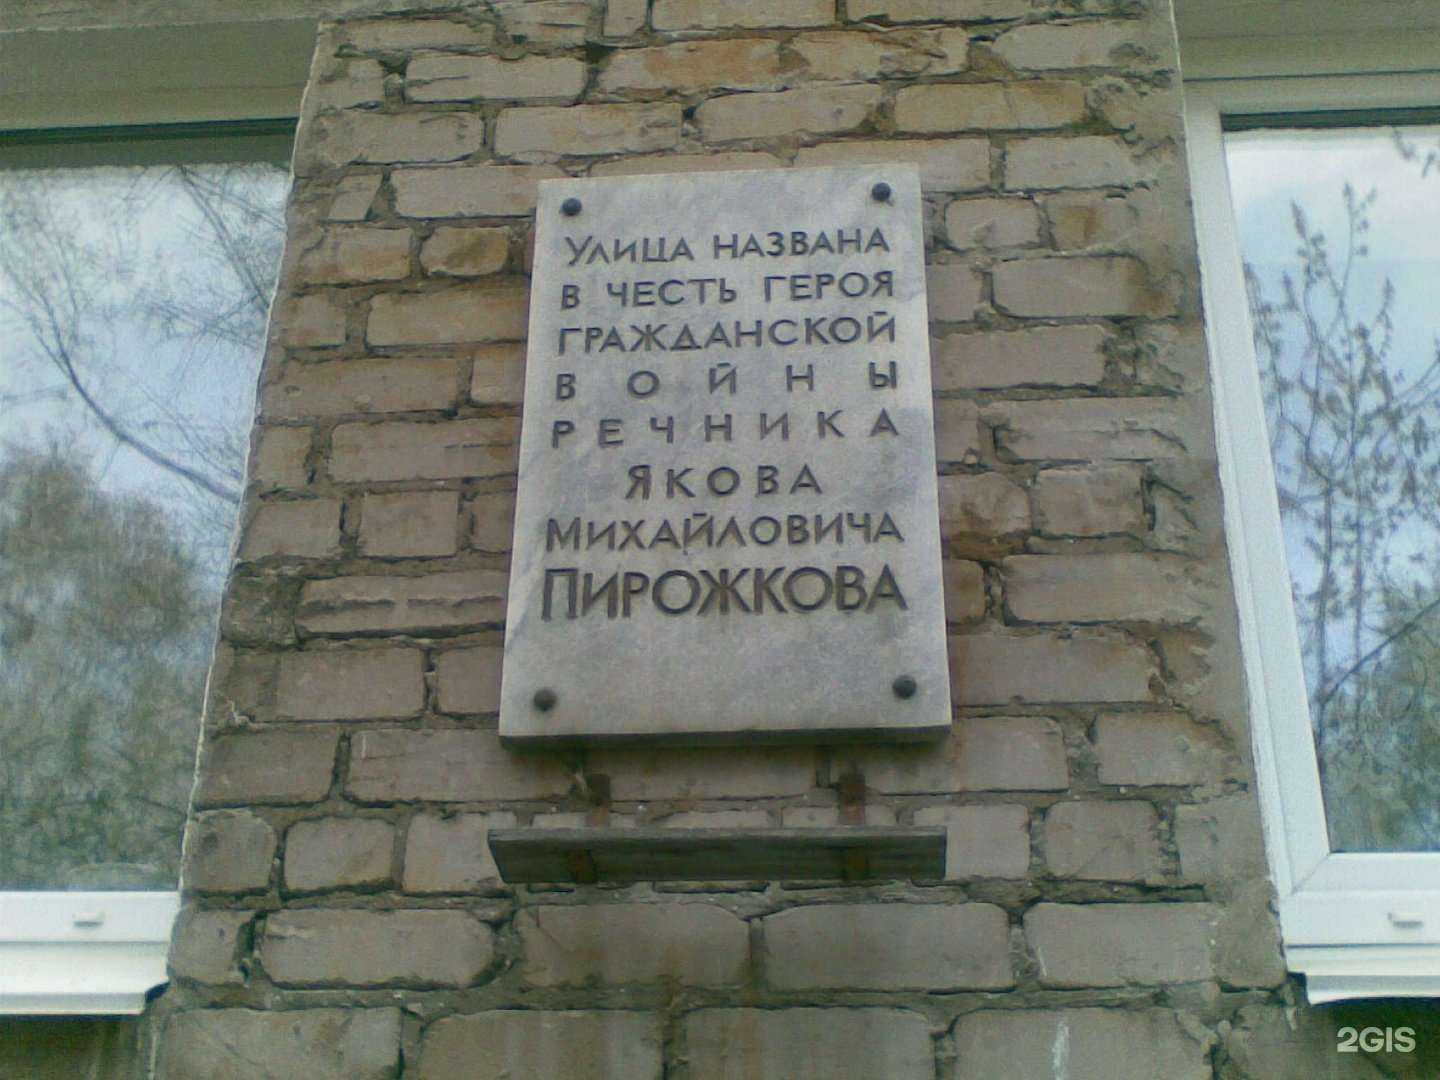 УЛИЦА НАЗВАНА
В ЧЕСТЬ ГЕРОЯ
ГРАЖДАНСКОЙ
ВОЙНЫ
РЕЧНИКА
ЯКОВА
МИХАЙЛОВИЧА
ПИРОЖКОВА
2GIS